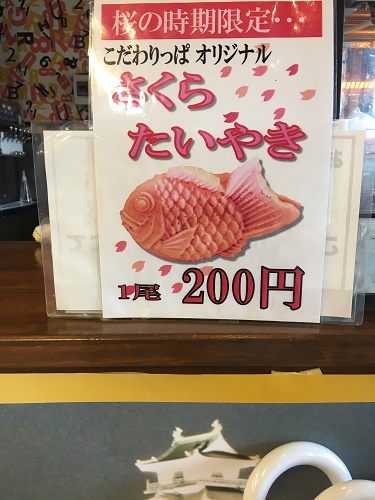 桜の時期限定・・・
こだわりっぱ オリジナル
さくら
たいやき
1尾 200円